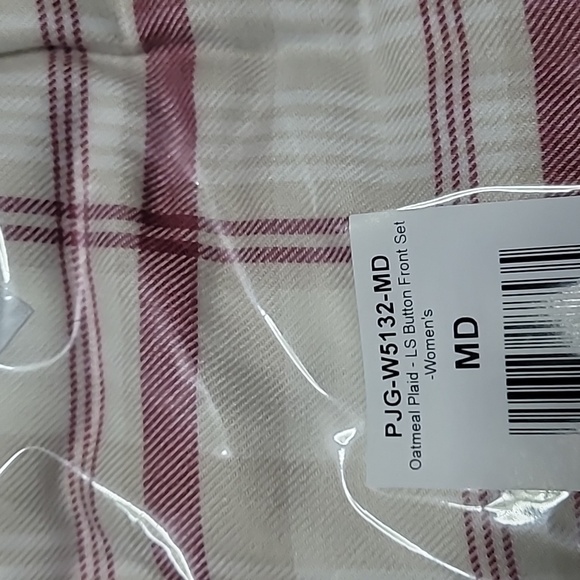 PJG-W5132-MD
Oatmeal Plaid - LS Button Front Set
-Women's
MD